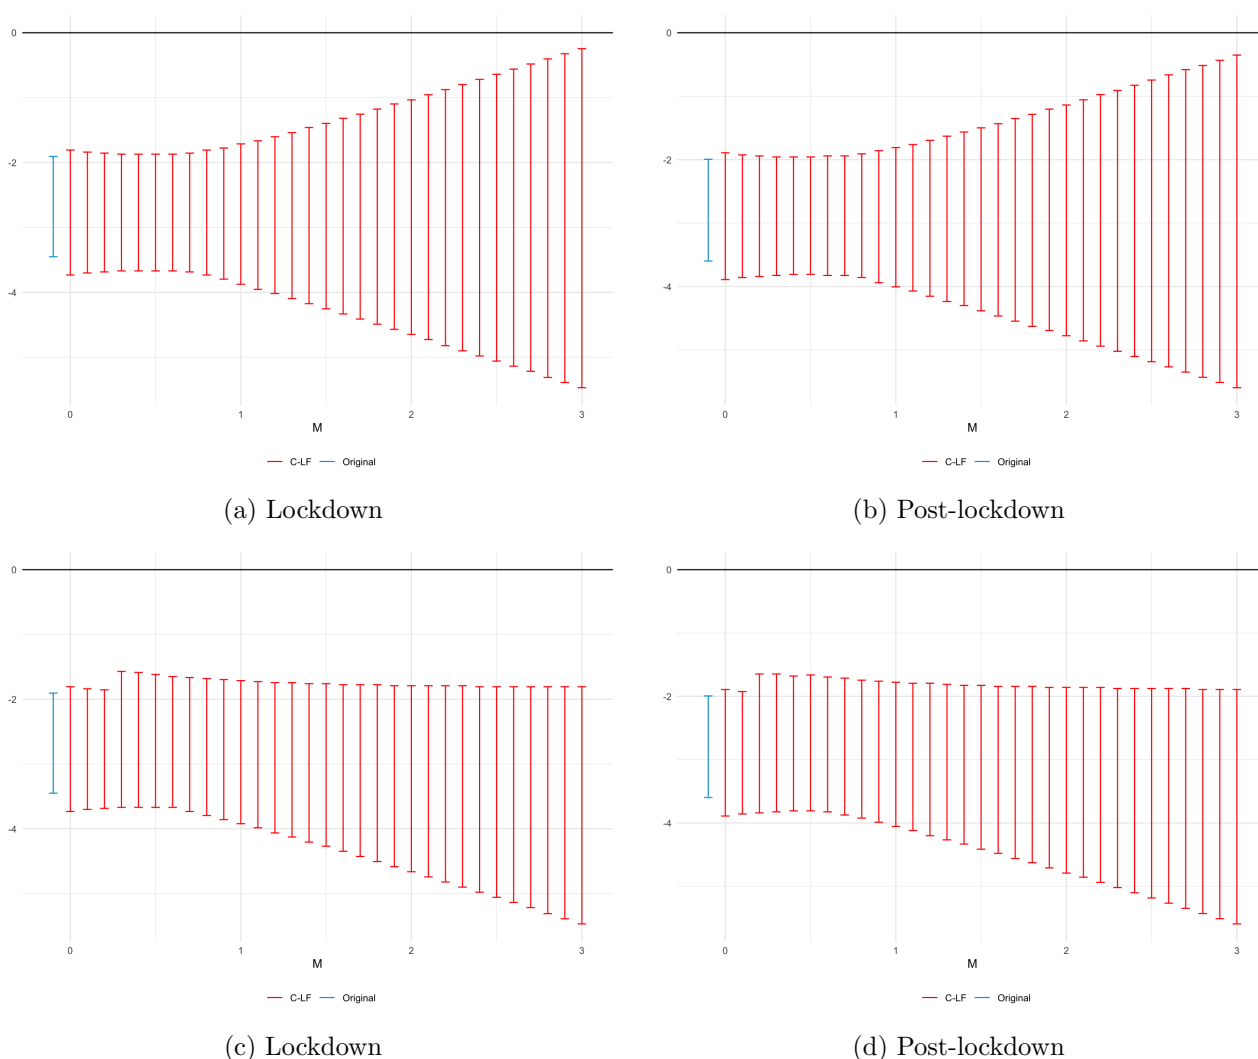 0
-2
-4
0 1 2 3
M
C-LF Original
(a) Lockdown
0
-2
-4
0 1 2 3
M
C-LF Original
(b) Post-lockdown
0
-2
-4
0 1 2 3
M
C-LF Original
(c) Lockdown
0
-2
-4
0 1 2 3
M
C-LF Original
(d) Post-lockdown